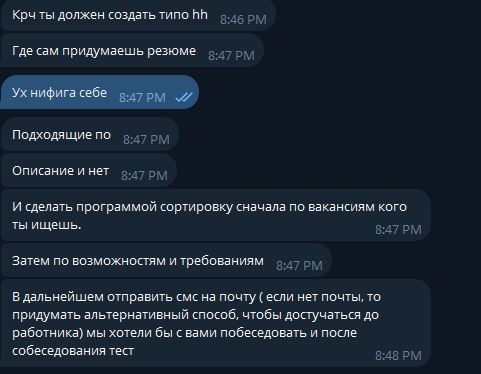 Крч ты должен создать типо hh 8:46 PM
Где сам придумаешь резюме 8:47 PM
Ух нифига себе 8:47 PM
Подходящие по 8:47 PM
Описание и нет 8:47 PM
И сделать программой сортировку сначала по вакансиям кого
ты ищешь. 8:47 PM
Затем по возможностям и требованиям 8:47 PM
В дальнейшем отправить смс на почту ( если нет почты, то
придумать альтернативный способ, чтобы достучаться до
работника) мы хотели бы с вами побеседовать и после
собеседования тест 8:48 PM